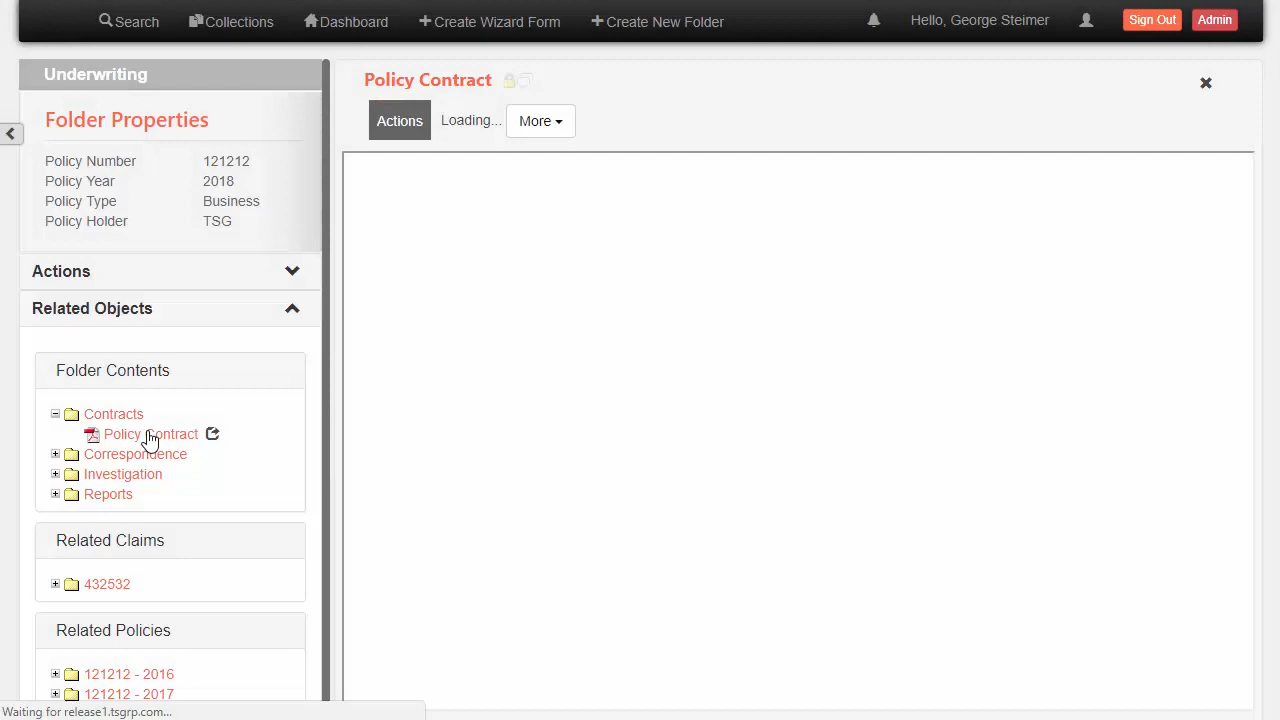 Search Collections Dashboard Create Wizard Form Create New Folder Hello, George Steimer Sign Out Admin
Underwriting
Folder Properties
Policy Number 121212
Policy Year 2018
Policy Type Business
Policy Holder TSG
Actions
Related Objects
Folder Contents
Contracts
Policy Contract
Correspondence
Investigation
Reports
Related Claims
432532
Related Policies
121212 - 2016
121212 - 2017
Waiting for release1.tsgrp.com...
Policy Contract
Actions Loading... More